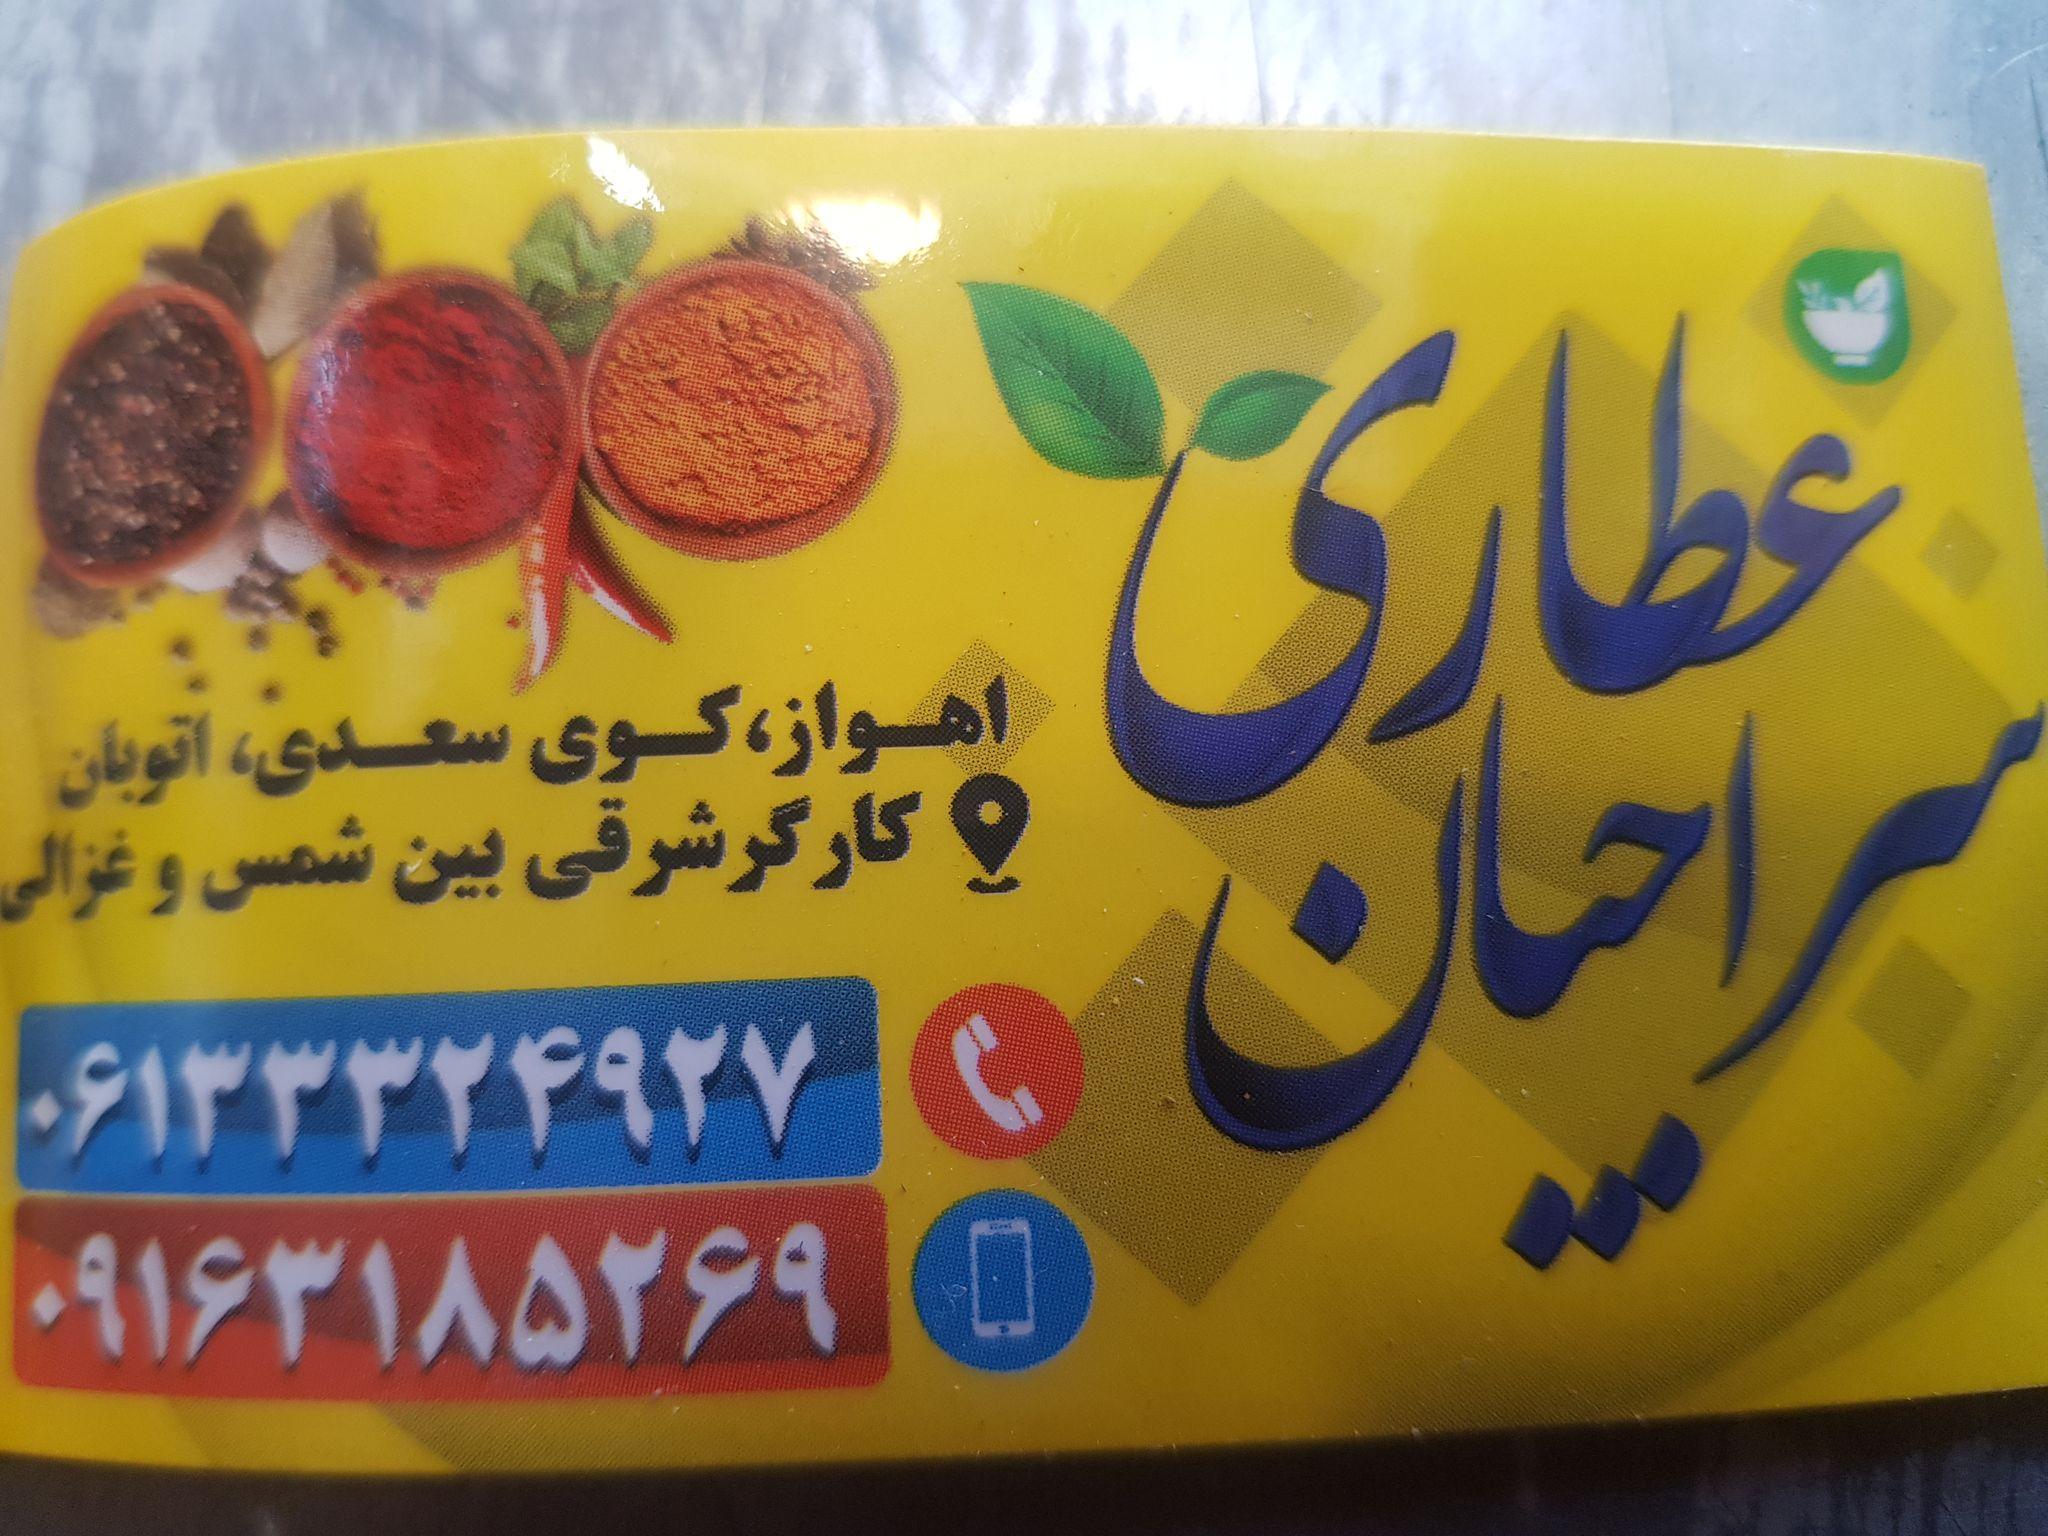 عطاری
سراجیان
اهواز، کوی سعدی، اتوبان
کارگر شرقی بین شمس و غزالی
۰۶۱۳۳۳۲۴۹۲۷
۰۹۱۶۳۱۸۵۲۶۹